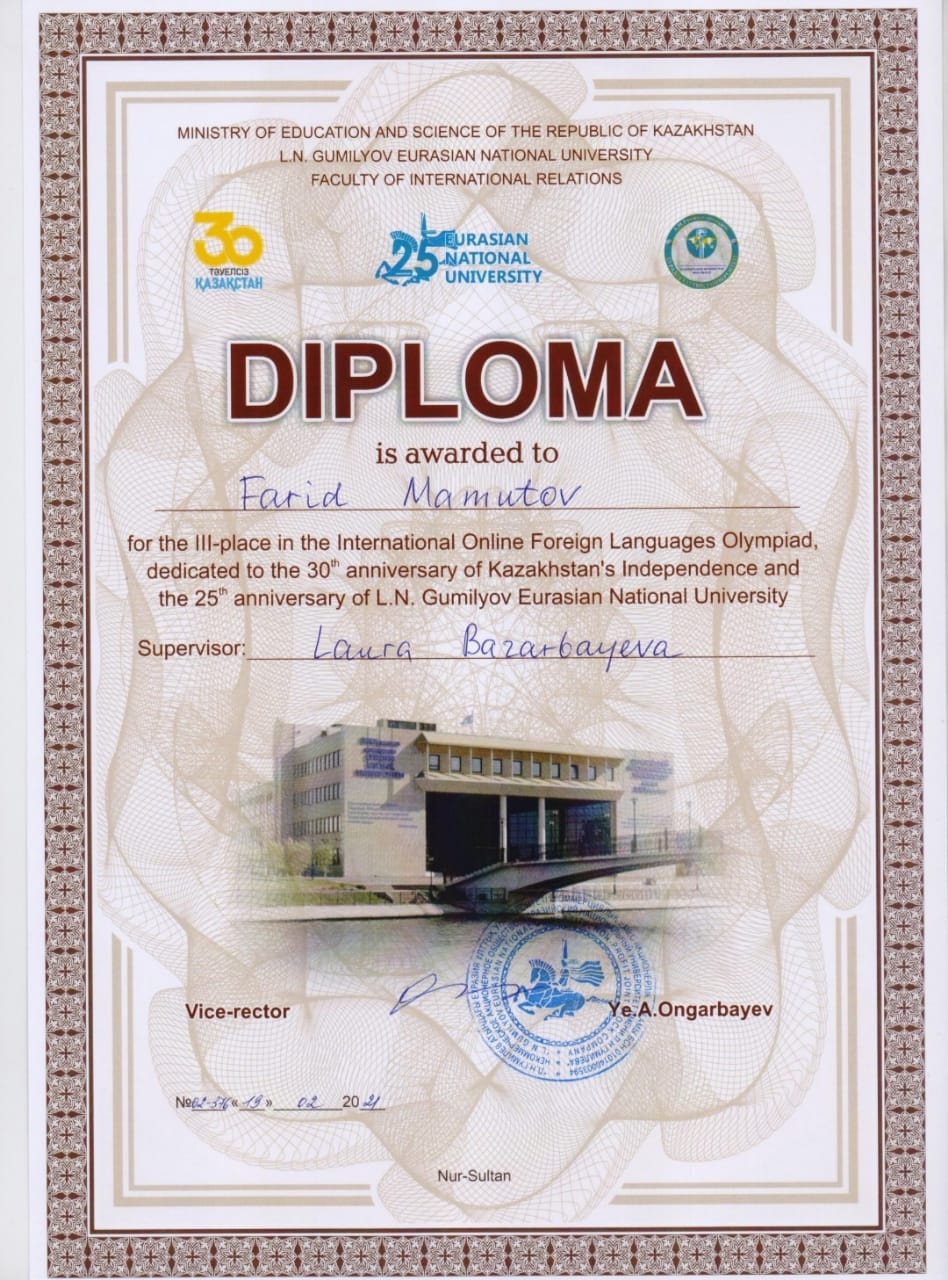 MINISTRY OF EDUCATION AND SCIENCE OF THE REPUBLIC OF KAZAKHSTAN
L.N. GUMILYOV EURASIAN NATIONAL UNIVERSITY
FACULTY OF INTERNATIONAL RELATIONS
30
ТӘУЕЛСІЗ
ҚАЗАҚСТАН
25 EURASIAN
NATIONAL
UNIVERSITY
DIPLOMA
is awarded to
Farid Mamutov
for the III-place in the International Online Foreign Languages Olympiad,
dedicated to the 30th anniversary of Kazakhstan's Independence and
the 25th anniversary of L.N. Gumilyov Eurasian National University
Supervisor: Laura Bazarbayeva
Vice-rector
Ye.A.Ongarbayev
№02-576 «19» 02 2021
Nur-Sultan